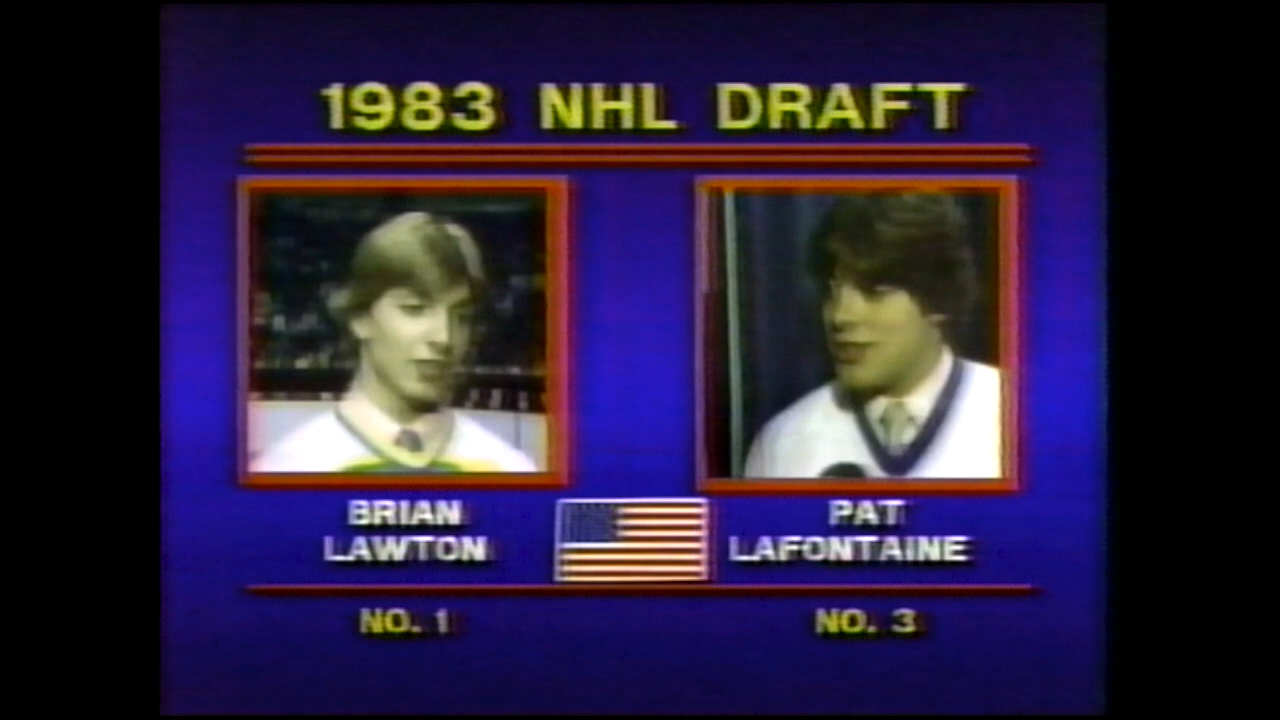 1983 NHL DRAFT
BRIAN
LAWTON
PAT
LAFONTAINE
NO. 1
NO. 3